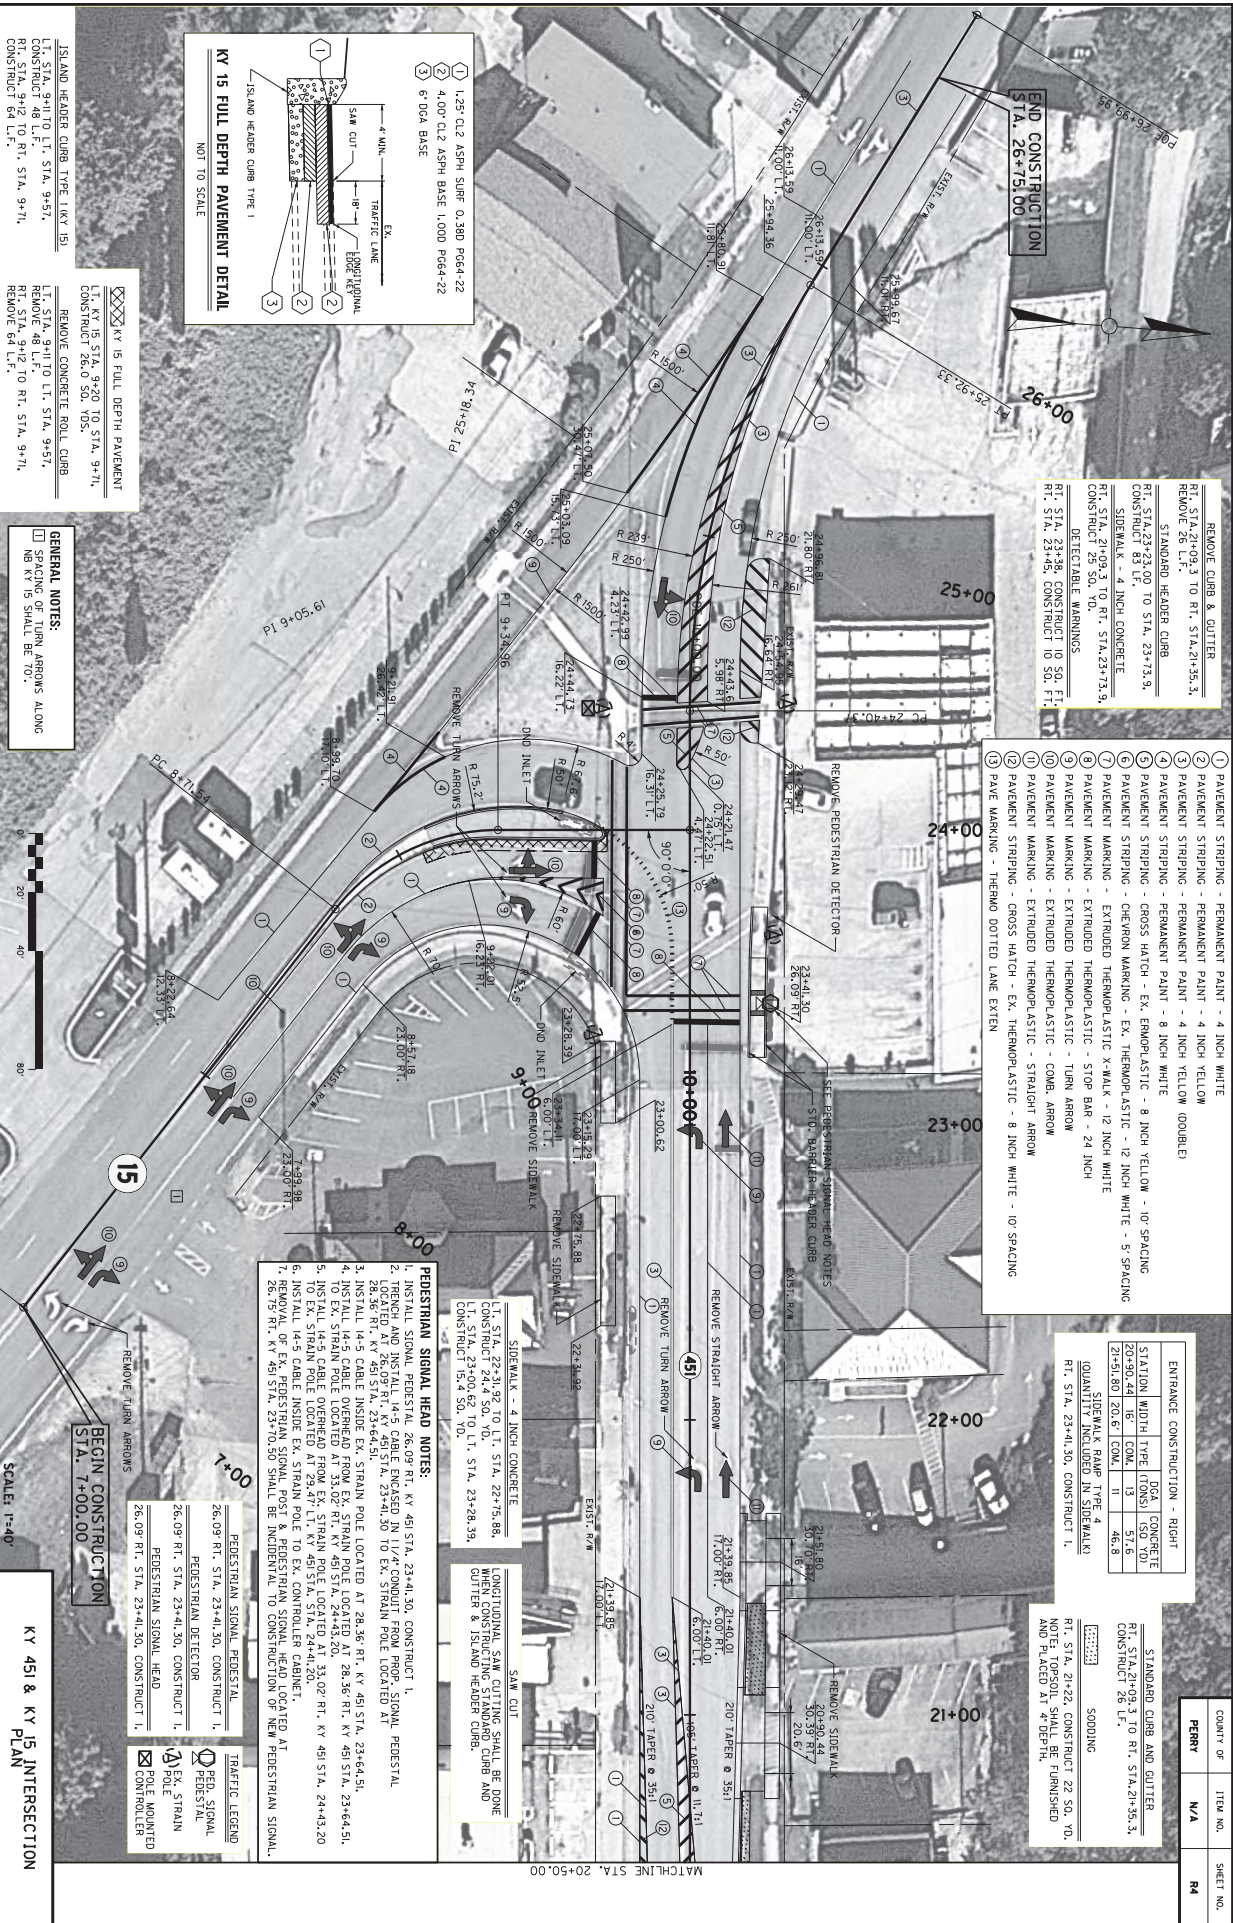 COUNTY OF
ITEM NO.
SHEET NO.
PERRY
N/A
R4
1 PAVEMENT STRIPING - PERMANENT PAINT - 4 INCH WHITE
2 PAVEMENT STRIPING - PERMANENT PAINT - 4 INCH YELLOW
3 PAVEMENT STRIPING - PERMANENT PAINT - 4 INCH YELLOW (DOUBLE)
4 PAVEMENT STRIPING - PERMANENT PAINT - 8 INCH WHITE
5 PAVEMENT STRIPING - CROSS HATCH - EX. ERMOPLASTIC - 8 INCH YELLOW - 10' SPACING
6 PAVEMENT STRIPING - CHEVRON MARKING - EX. THERMOPLASTIC - 12 INCH WHITE - 5' SPACING
7 PAVEMENT MARKING - EXTRUDED THERMOPLASTIC X-WALK - 12 INCH WHITE
8 PAVEMENT MARKING - EXTRUDED THERMOPLASTIC - STOP BAR - 24 INCH
9 PAVEMENT MARKING - EXTRUDED THERMOPLASTIC - TURN ARROW
10 PAVEMENT MARKING - EXTRUDED THERMOPLASTIC - COMB. ARROW
11 PAVEMENT MARKING - EXTRUDED THERMOPLASTIC - STRAIGHT ARROW
12 PAVEMENT STRIPING - CROSS HATCH - EX. THERMOPLASTIC - 8 INCH WHITE - 10' SPACING
13 PAVE MARKING - THERMO DOTTED LANE EXTEN
REMOVE CURB & GUTTER
RT. STA.21+09.3 TO RT. STA.21+35.3,
REMOVE 26 L.F.
STANDARD HEADER CURB
RT. STA.23+23.00 TO STA. 23+73.9,
CONSTRUCT 83 LF.
SIDEWALK - 4 INCH CONCRETE
RT. STA. 21+09.3 TO RT. STA.23+73.9,
CONSTRUCT 25 SQ. YD.
DETECTABLE WARNINGS
RT. STA. 23+38, CONSTRUCT 10 SQ. FT.
RT. STA. 23+45, CONSTRUCT 10 SQ. FT.
ENTRANCE CONSTRUCTION - RIGHT
STATION WIDTH TYPE DGA (TONS) CONCRETE (SQ YD)
20+90.44 16' COM. 13 57.6
21+51.80 20.6' COM. 11 46.8
SIDEWALK RAMP TYPE 4
(QUANTITY INCLUDED IN SIDEWALK)
RT. STA. 23+41.30, CONSTRUCT 1.
STANDARD CURB AND GUTTER
RT. STA.21+09.3 TO RT. STA.21+35.3,
CONSTRUCT 26 LF.
SODDING
RT. STA. 21+22, CONSTRUCT 22 SQ. YD.
NOTE: TOPSOIL SHALL BE FURNISHED
AND PLACED AT 4" DEPTH.
1 1.25" CL2 ASPH SURF 0.38D PG64-22
2 4.00" CL2 ASPH BASE 1.00D PG64-22
3 6" DGA BASE
EX.
TRAFFIC LANE
4' MIN.
18"
SAW CUT
LONGITUDINAL
EDGE KEY
ISLAND HEADER CURB TYPE 1
KY 15 FULL DEPTH PAVEMENT DETAIL
NOT TO SCALE
ISLAND HEADER CURB TYPE 1 (KY 15)
LT. STA. 9+11 TO LT. STA. 9+57,
CONSTRUCT 48 L.F.
RT. STA. 9+12 TO RT. STA. 9+71,
CONSTRUCT 64 L.F.
KY 15 FULL DEPTH PAVEMENT
LT. KY 15 STA. 9+20 TO STA. 9+71,
CONSTRUCT 26.0 SQ. YDS.
REMOVE CONCRETE ROLL CURB
LT. STA. 9+11 TO LT. STA. 9+57,
REMOVE 48 L.F.
RT. STA. 9+12 TO RT. STA. 9+71,
REMOVE 64 L.F.
GENERAL NOTES:
1 SPACING OF TURN ARROWS ALONG
NB KY 15 SHALL BE 70'.
END CONSTRUCTION
STA. 26+75.00
POE 26+99.95
PT 25+92.33
PI 25+18.34
PC 24+40.37
PI 9+05.61
PT 9+34.96
PC 8+71.54
26+00
25+00
24+00
23+00
22+00
21+00
10+00
9+00
8+00
7+00
15
451
REMOVE PEDESTRIAN DETECTOR
SEE PEDESTRIAN SIGNAL HEAD NOTES
STD. BARRIER HEADER CURB
REMOVE STRAIGHT ARROW
REMOVE TURN ARROW
REMOVE SIDEWALK
REMOVE SIDEWALK
REMOVE SIDEWALK
REMOVE TURN ARROWS
REMOVE TURN ARROWS
DND INLET
DND INLET
EXIST. R/W
210' TAPER @ 35:1
105' TAPER @ 11.7:1
210' TAPER @ 35:1
MATCHLINE STA. 20+50.00
SIDEWALK - 4 INCH CONCRETE
LT. STA. 22+31.92 TO LT. STA. 22+75.88,
CONSTRUCT 24.4 SQ. YD.
LT. STA. 23+00.62 TO LT. STA. 23+28.39,
CONSTRUCT 15.4 SQ. YD.
SAW CUT
LONGITUDINAL SAW CUTTING SHALL BE DONE
WHEN CONSTRUCTING STANDARD CURB AND
GUTTER & ISLAND HEADER CURB.
PEDESTRIAN SIGNAL HEAD NOTES:
1. INSTALL SIGNAL PEDESTAL 26.09' RT. KY 451 STA. 23+41.30, CONSTRUCT 1.
2. TRENCH AND INSTALL 14-5 CABLE ENCASED IN 1 1/4" CONDUIT FROM PROP. SIGNAL PEDESTAL
LOCATED AT 26.09' RT. KY 451 STA. 23+41.30 TO EX. STRAIN POLE LOCATED AT
28.36' RT. KY 451 STA. 23+64.51.
3. INSTALL 14-5 CABLE INSIDE EX. STRAIN POLE LOCATED AT 28.36' RT. KY 451 STA. 23+64.51.
4. INSTALL 14-5 CABLE OVERHEAD FROM EX. STRAIN POLE LOCATED AT 28.36' RT. KY 451 STA. 23+64.51,
TO EX. STRAIN POLE LOCATED AT 33.02' RT. KY 451 STA. 24+43.20.
5. INSTALL 14-5 CABLE OVERHEAD FROM EX. STRAIN POLE LOCATED AT 33.02' RT. KY 451 STA. 24+43.20
TO EX. STRAIN POLE LOCATED AT 29.47' LT. KY 451 STA. 24+41.20.
6. INSTALL 14-5 CABLE INSIDE EX. STRAIN POLE TO EX. CONTROLLER CABINET.
7. REMOVAL OF EX. PEDESTRIAN SIGNAL POST & PEDESTRIAN SIGNAL HEAD LOCATED AT
26.75' RT. KY 451 STA. 23+70.50 SHALL BE INCIDENTAL TO CONSTRUCTION OF NEW PEDESTRIAN SIGNAL.
BEGIN CONSTRUCTION
STA. 7+00.00
PEDESTRIAN SIGNAL PEDESTAL
26.09' RT. STA. 23+41.30, CONSTRUCT 1.
PEDESTRIAN DETECTOR
26.09' RT. STA. 23+41.30, CONSTRUCT 1.
PEDESTRIAN SIGNAL HEAD
26.09' RT. STA. 23+41.30, CONSTRUCT 1.
TRAFFIC LEGEND
PED. SIGNAL
PEDESTAL
EX. STRAIN
POLE
POLE MOUNTED
CONTROLLER
0' 20' 40' 80'
SCALE: 1"=40'
KY 451 & KY 15 INTERSECTION
PLAN